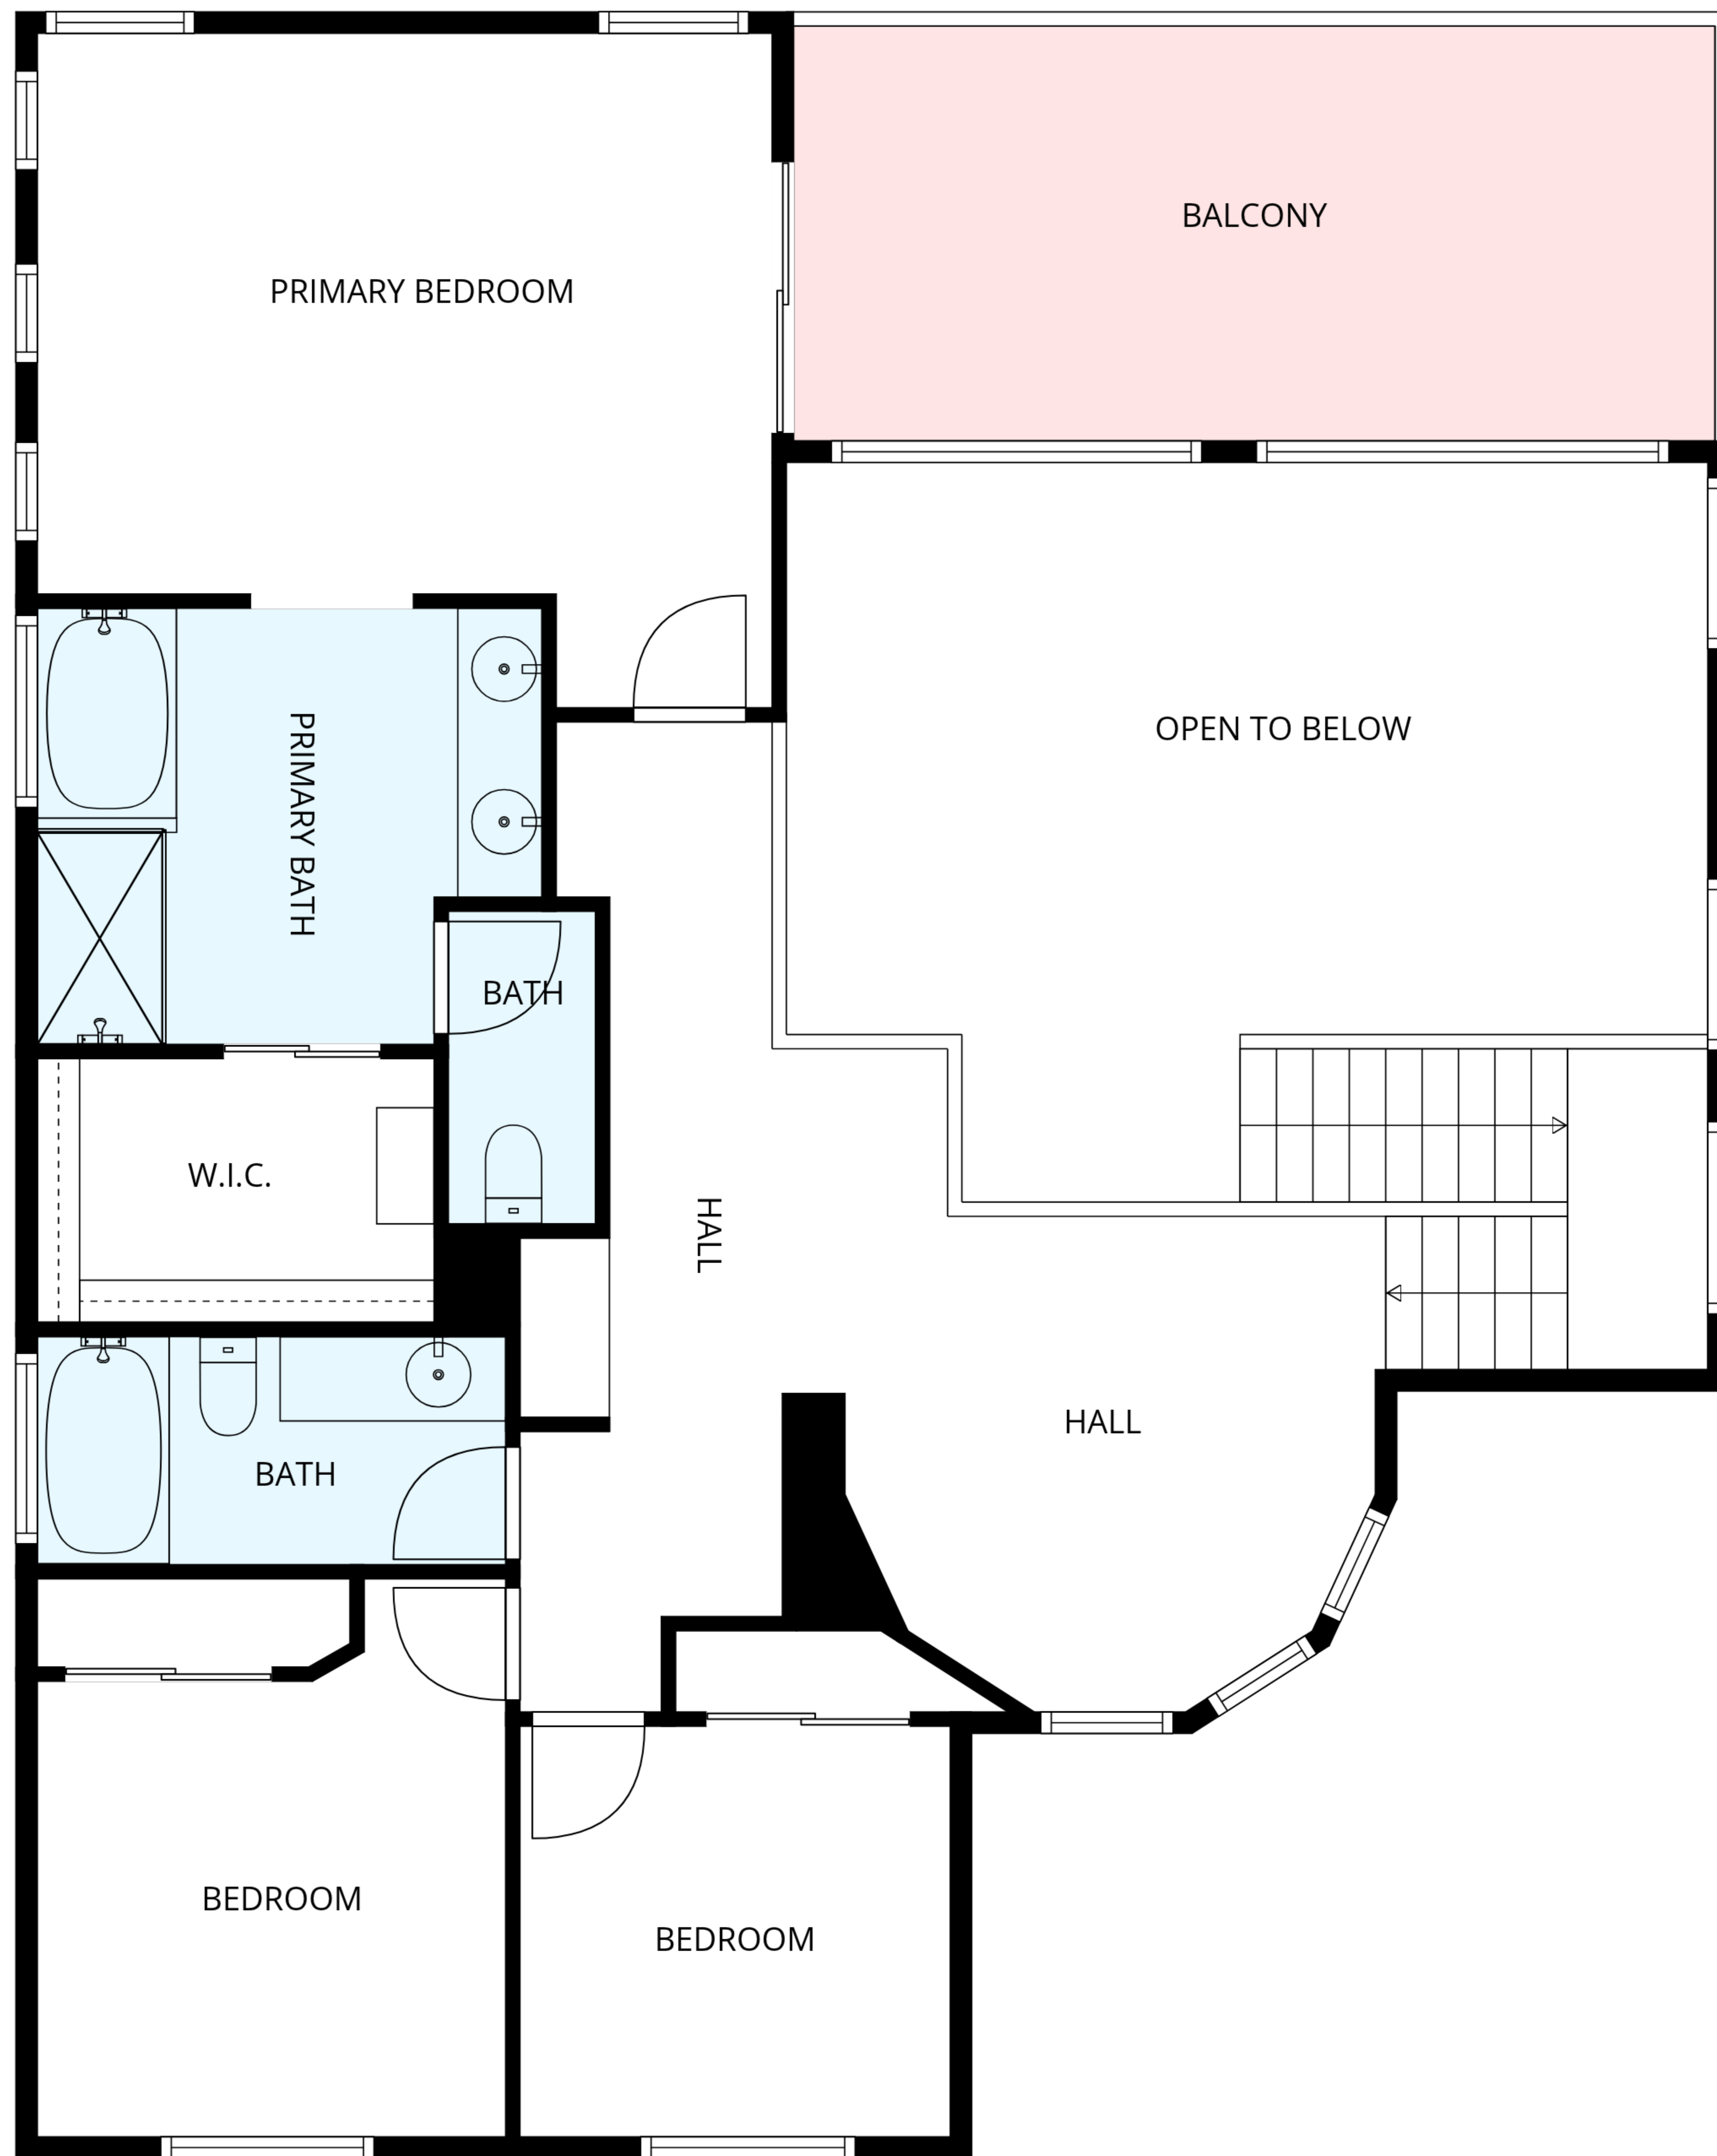 BALCONY
PRIMARY BEDROOM
OPEN TO BELOW
PRIMARY BATH
BATH
W.I.C.
HALL
HALL
BATH
BEDROOM
BEDROOM